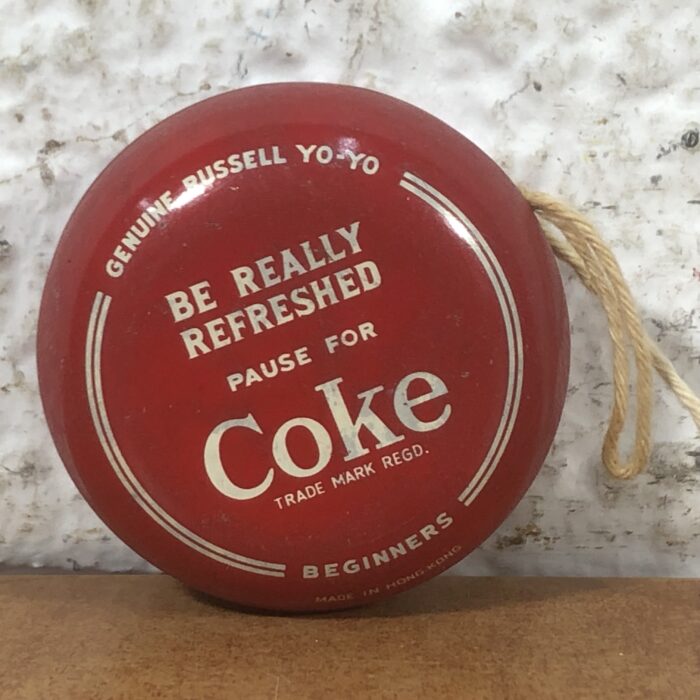 GENUINE RUSSELL YO-YO
BE REALLY
REFRESHED
PAUSE FOR
Coke
TRADE MARK REGD.
BEGINNERS
MADE IN HONG-KONG